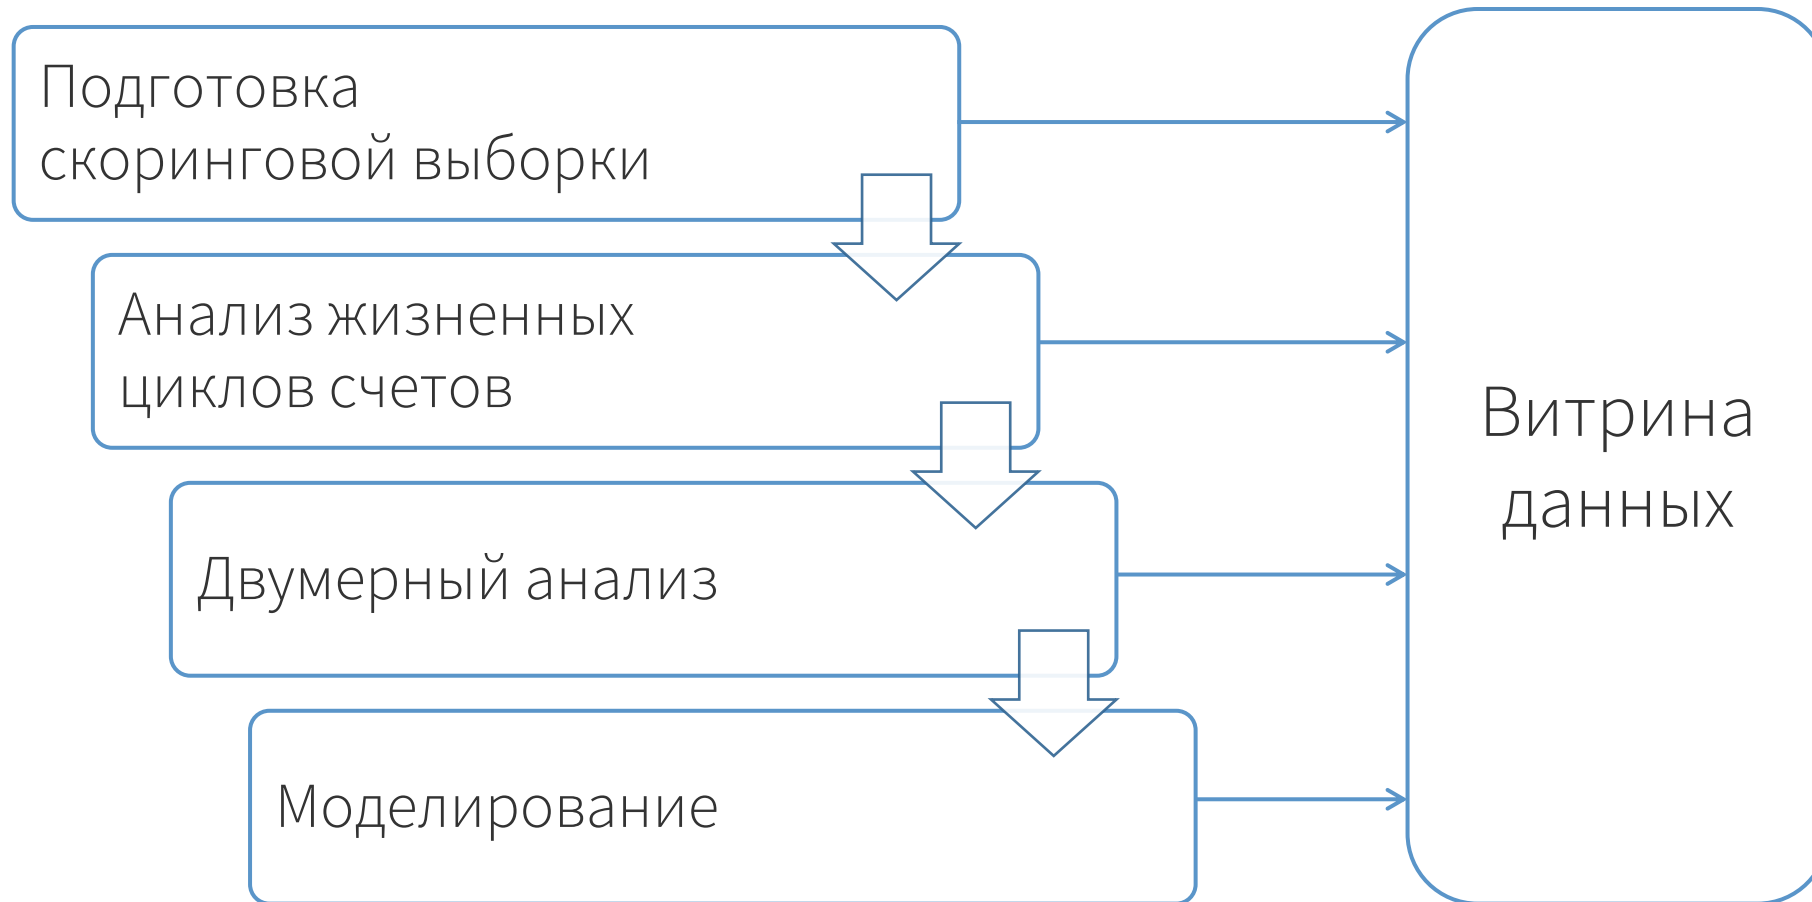 Подготовка
скоринговой выборки
Анализ жизненных
циклов счетов
Двумерный анализ
Моделирование
Витрина
данных